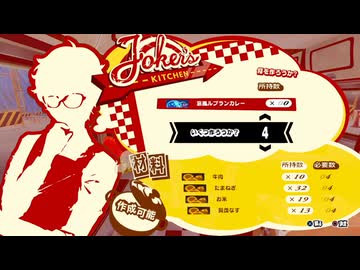 Joker's
KITCHEN
何を作ろうか?
所持数
京風ルブランカレー ×0
いくつ作ろうか? 4
材料
作成可能
所持数 必要数
牛肉 ×10 4
たまねぎ ×32 4
お米 ×19 4
賀茂なす ×13 4